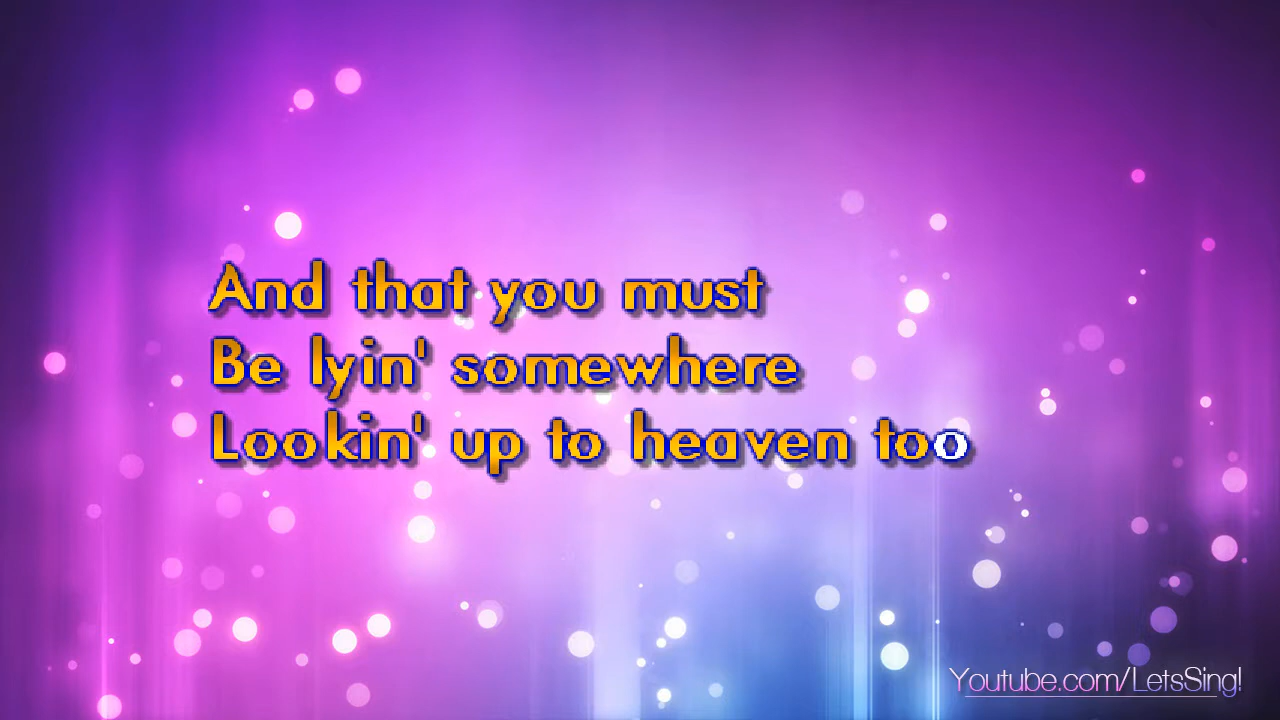 And that you must
Be lyin' somewhere
Lookin' up to heaven too
Youtube.com/LetsSing!